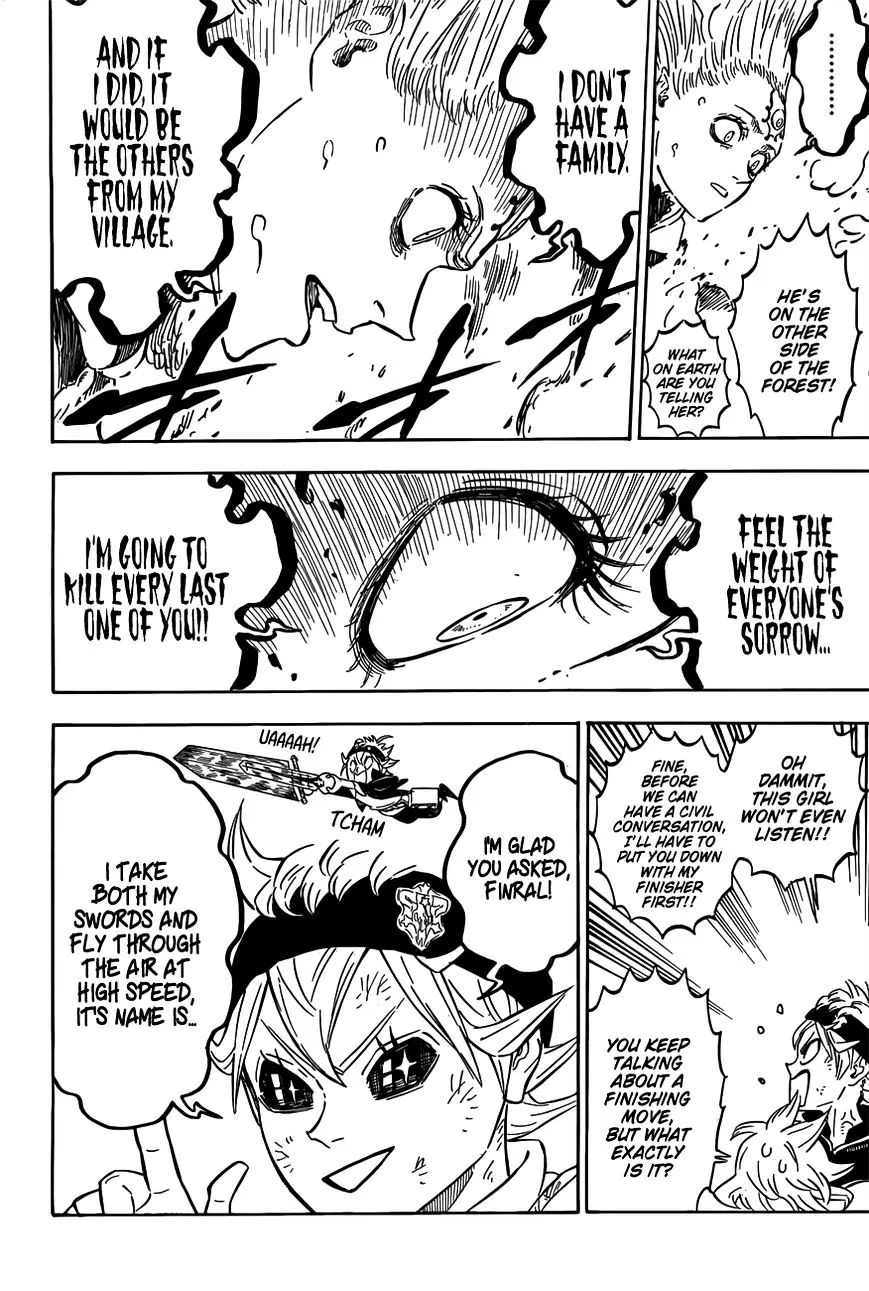 ..........
HE'S
ON THE
OTHER
SIDE
OF THE
FOREST!
WHAT
ON EARTH
ARE YOU
TELLING
HER?
I DON'T
HAVE A
FAMILY.
AND IF
I DID, IT
WOULD BE
THE OTHERS
FROM MY
VILLAGE.
FEEL THE
WEIGHT OF
EVERYONE'S
SORROW...
I'M GOING TO
KILL EVERY LAST
ONE OF YOU!!
OH
DAMMIT,
THIS GIRL
WON'T EVEN
LISTEN!!
FINE,
BEFORE
WE CAN
HAVE A CIVIL
CONVERSATION,
I'LL HAVE TO
PUT YOU DOWN
WITH MY
FINISHER
FIRST!!
YOU KEEP
TALKING
ABOUT A
FINISHING
MOVE,
BUT WHAT
EXACTLY
IS IT?
I'M GLAD
YOU ASKED,
FINRAL!
UAAAAH!
TCHAM
I TAKE
BOTH MY
SWORDS AND
FLY THROUGH
THE AIR AT
HIGH SPEED,
IT'S NAME IS...